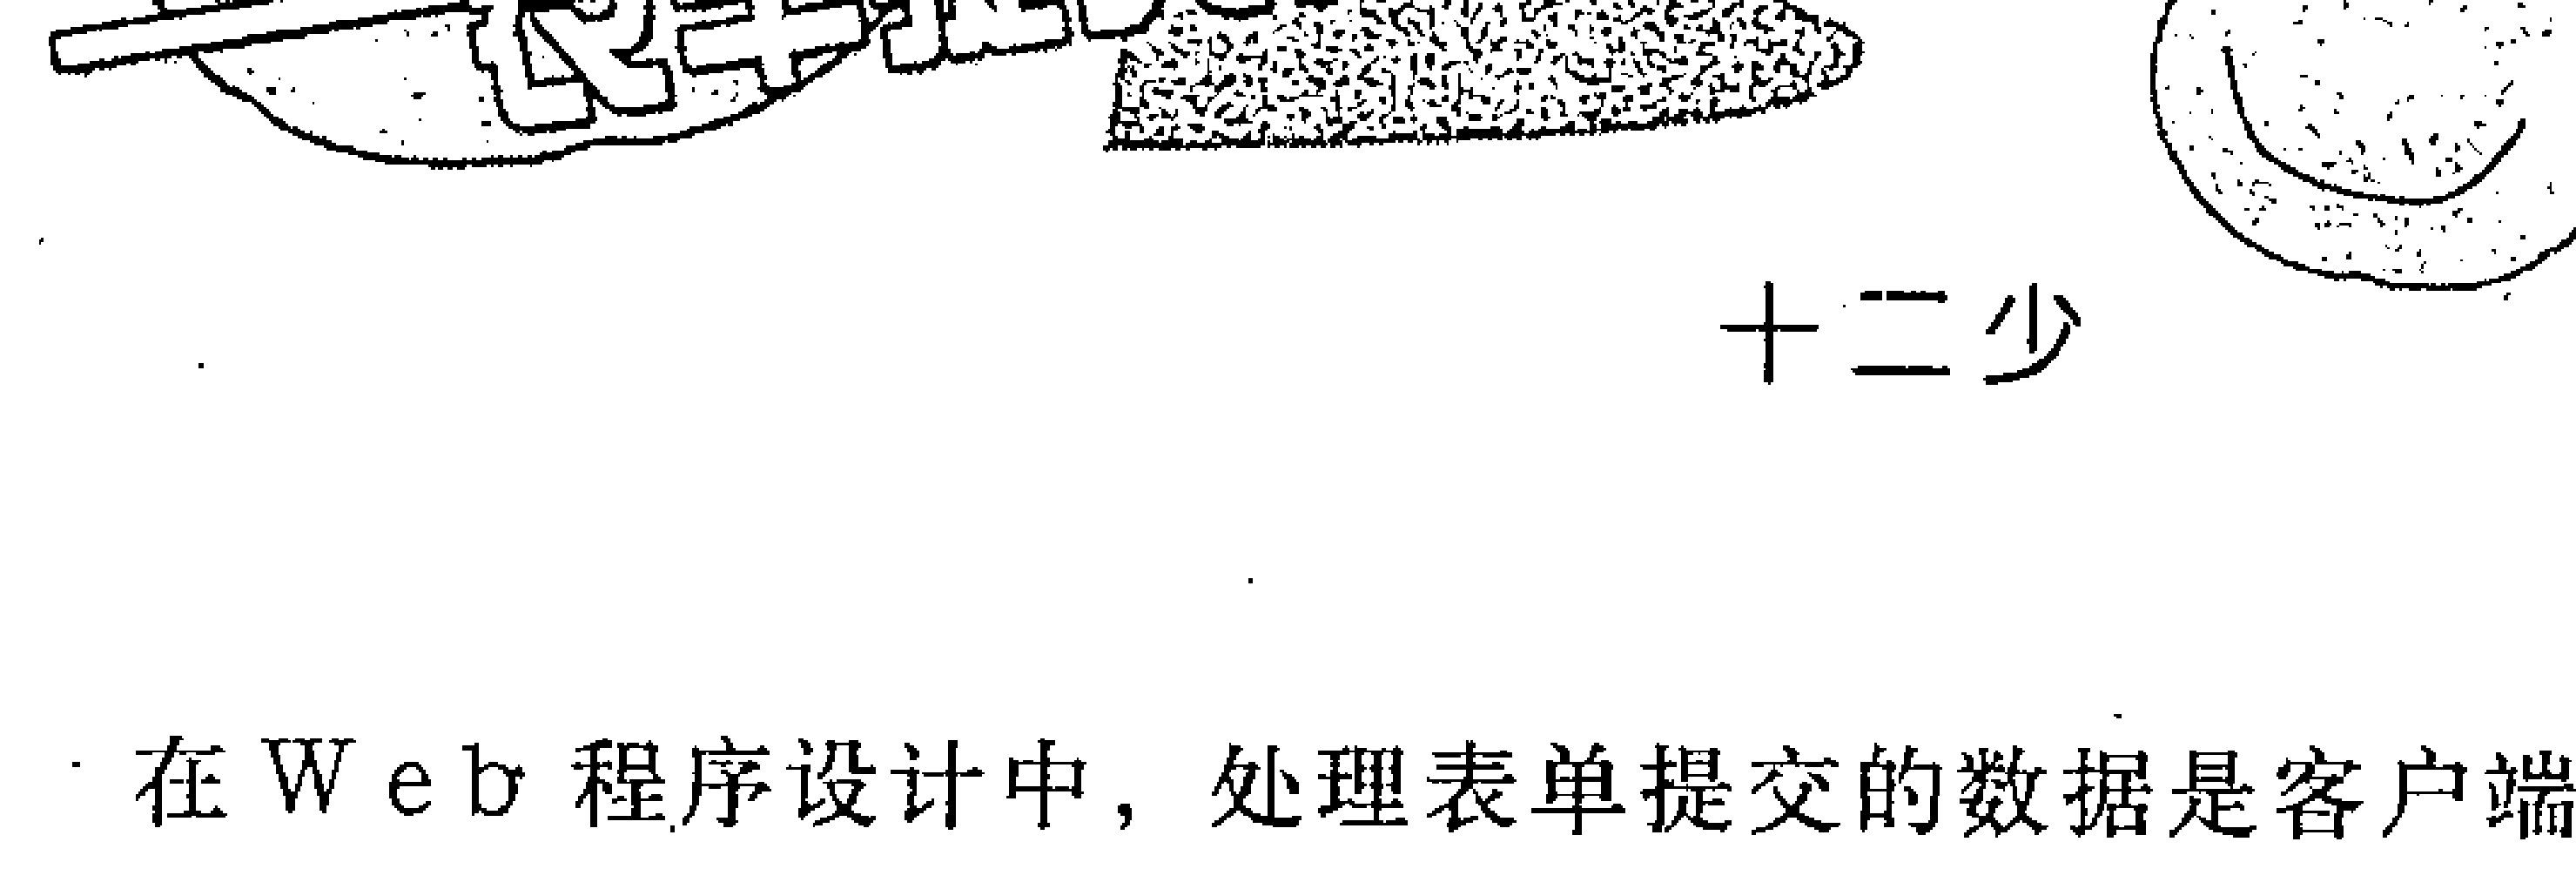 十二少
在Web程序设计中，处理表单提交的数据是客户端